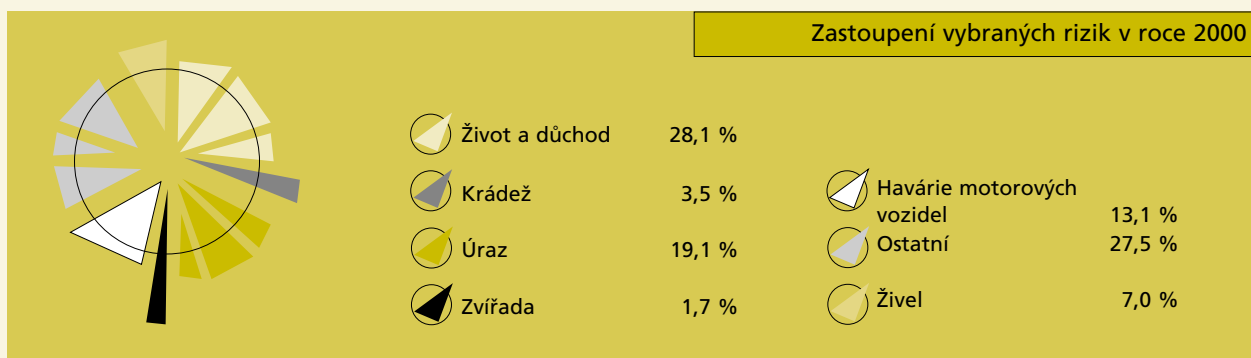 Zastoupení vybraných rizik v roce 2000
Život a důchod 28,1 %
Krádež 3,5 %
Úraz 19,1 %
Zvířada 1,7 %
Havárie motorových
vozidel 13,1 %
Ostatní 27,5 %
Živel 7,0 %